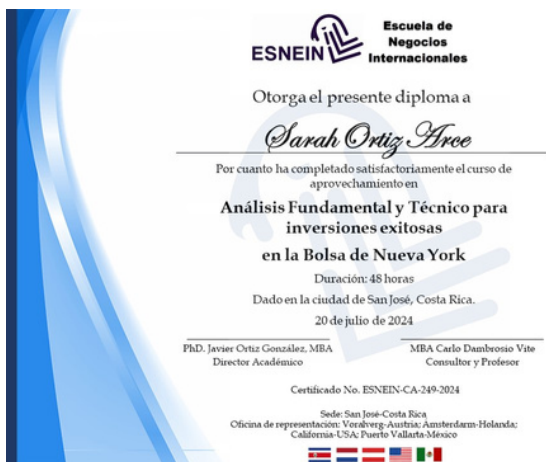 ESNEIN
Escuela de
Negocios
Internacionales
Otorga el presente diploma a
Sarah Ortiz Arce
Por cuanto ha completado satisfactoriamente el curso de
aprovechamiento en
Análisis Fundamental y Técnico para
inversiones exitosas
en la Bolsa de Nueva York
Duración: 48 horas
Dado en la ciudad de San José, Costa Rica.
20 de julio de 2024
PhD. Javier Ortiz González, MBA
Director Académico
MBA Carlo Dambrosio Vite
Consultor y Profesor
Certificado No. ESNEIN-CA-249-2024
Sede: San José-Costa Rica
Oficina de representación: Voralverg-Austria; Amsterdarm-Holanda;
California-USA; Puerto Vallarta-México